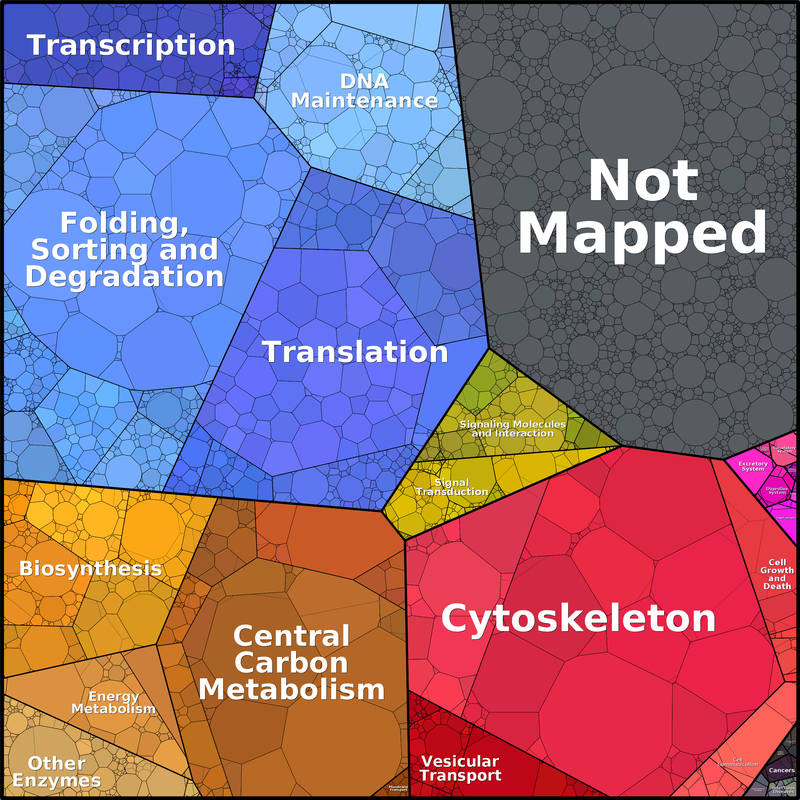 Transcription
DNA
Maintenance
Not
Mapped
Folding,
Sorting and
Degradation
Translation
Signaling Molecules
and Interaction
Signal
Transduction
Excretory
System
Digestive
System
Biosynthesis
Cell
Growth
and
Death
Cytoskeleton
Central
Carbon
Metabolism
Energy
Metabolism
Other
Enzymes
Vesicular
Transport
Cell
Communication
Cancers
Membrane
Transport